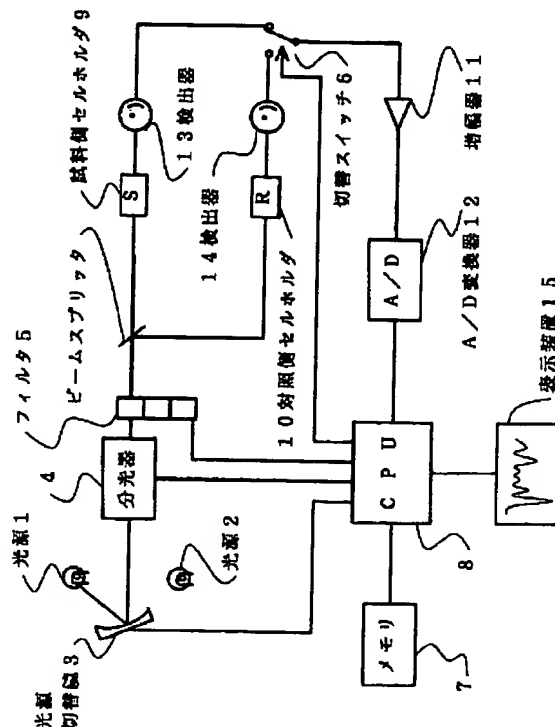 光源
切替鏡3
光源1
光源2
4
分光器
フィルタ5
ビームスプリッタ
試料側セルホルダ9
S
13検出器
14検出器
R
10対照側セルホルダ
切替スイッチ6
増幅器11
A/D
A/D変換器12
CPU
8
メモリ
7
表示装置15